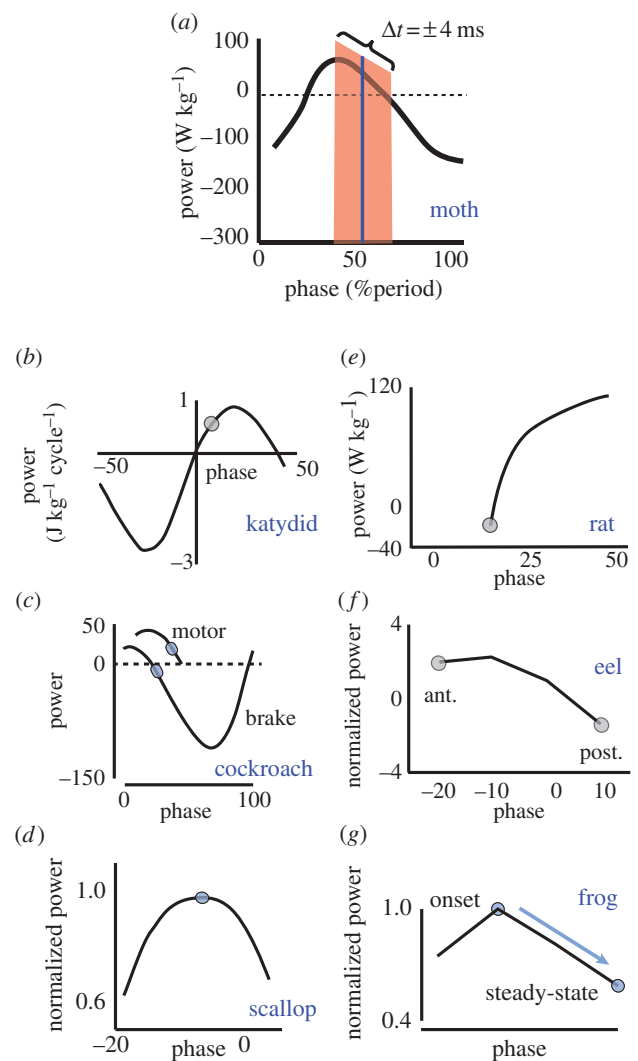 (a)
Δt = ±4 ms
100
0
–100
–200
–300
power (W kg⁻¹)
moth
0 50 100
phase (%period)
(b)
1
–50
phase
50
power
(J kg⁻¹ cycle⁻¹)
katydid
–3
(e)
120
power (W kg⁻¹)
0
–40
rat
0 25 50
phase
(c)
50
motor
0
power
brake
–150
cockroach
0 100
phase
(f)
4
eel
normalized power
ant.
0
post.
–4
–20 –10 0 10
phase
(d)
normalized power
1.0
0.6
scallop
–20 phase 0
(g)
normalized power
onset
1.0
frog
steady-state
0.4
phase